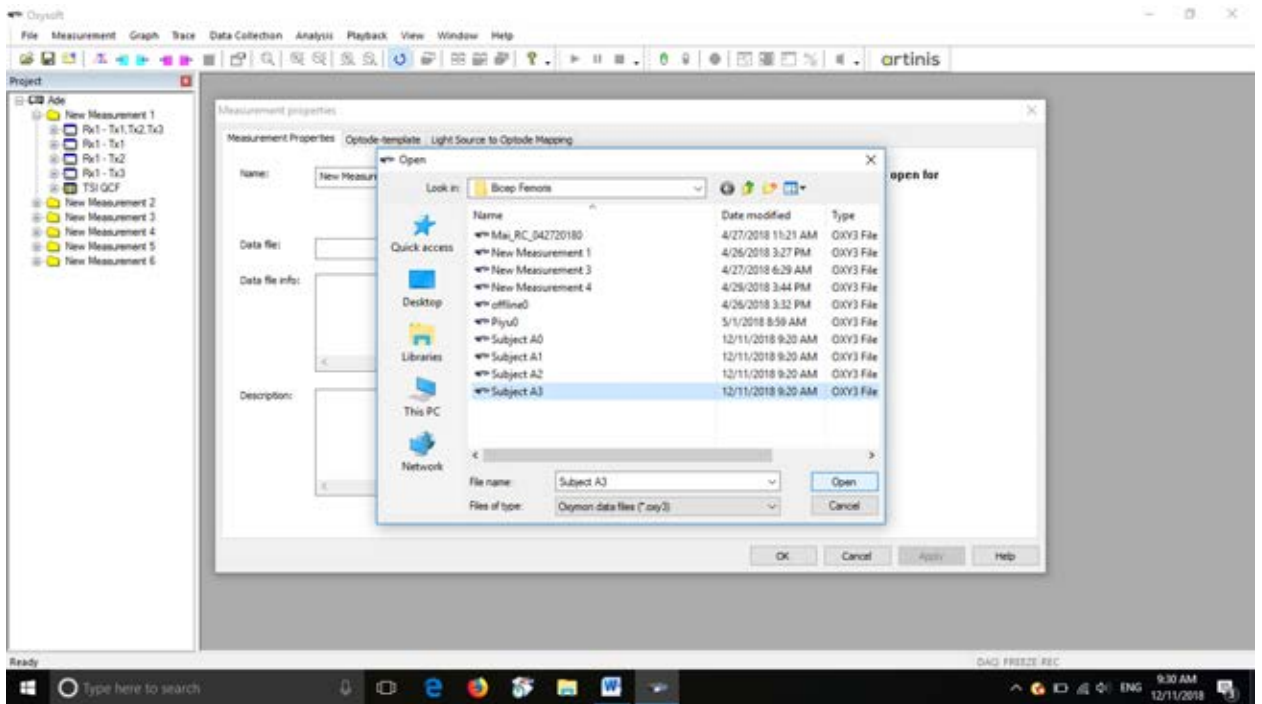 Oxysoft
File Measurement Graph Trace Data Collection Analysis Playback View Window Help
artinis
Project
Ade
New Measurement 1
Rx1 - Tx1,Tx2,Tx3
Rx1 - Tx1
Rx1 - Tx2
Rx1 - Tx3
TSI QCF
New Measurement 2
New Measurement 3
New Measurement 4
New Measurement 5
New Measurement 6
Measurement properties
Measurement Properties Optode-template Light Source to Optode Mapping
Name: New Measur
open for
Data file:
Data file info:
Description:
Open
Look in: Bicep Femoris
Quick access
Desktop
Libraries
This PC
Network
Name Date modified Type
Mai_RC_042720180 4/27/2018 11:21 AM OXY3 File
New Measurement 1 4/26/2018 3:27 PM OXY3 File
New Measurement 3 4/27/2018 6:29 AM OXY3 File
New Measurement 4 4/29/2018 3:44 PM OXY3 File
offline0 4/26/2018 3:32 PM OXY3 File
Piyu0 5/1/2018 8:59 AM OXY3 File
Subject A0 12/11/2018 9:20 AM OXY3 File
Subject A1 12/11/2018 9:20 AM OXY3 File
Subject A2 12/11/2018 9:20 AM OXY3 File
Subject A3 12/11/2018 9:20 AM OXY3 File
File name: Subject A3 Open
Files of type: Oxymon data files (*.oxy3) Cancel
OK Cancel Apply Help
Ready DAQ FREEZE REC
Type here to search
ENG 9:30 AM
12/11/2018